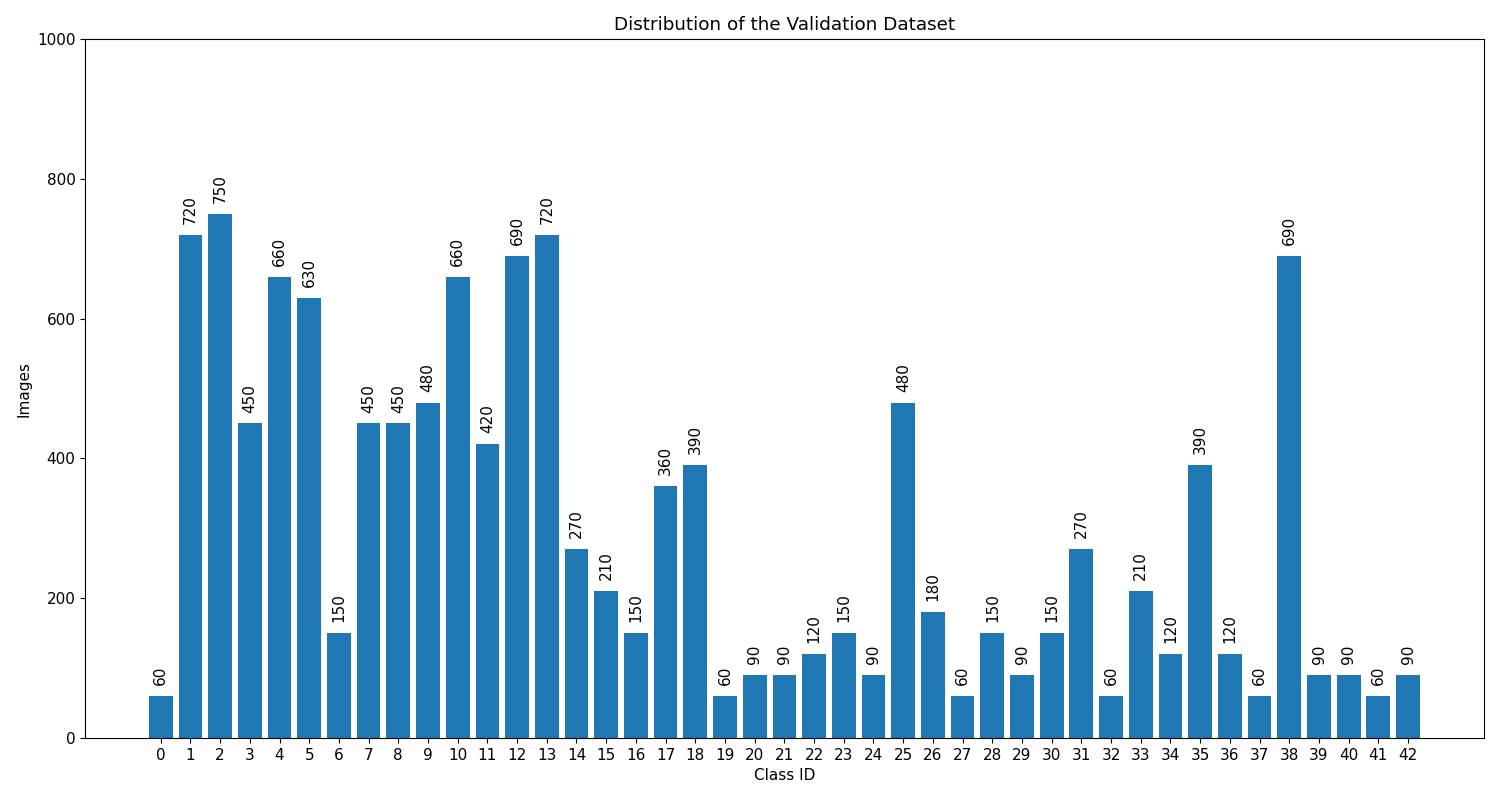 Distribution of the Validation Dataset
1000
800
600
400
200
0
Images
60 720 750 450 660 630 150 450 450 480 660 420 690 720 270 210 150 360 390 60 90 90 120 150 90 480 180 60 150 90 150 270 60 210 120 390 120 60 690 90 90 60 90
0 1 2 3 4 5 6 7 8 9 10 11 12 13 14 15 16 17 18 19 20 21 22 23 24 25 26 27 28 29 30 31 32 33 34 35 36 37 38 39 40 41 42
Class ID